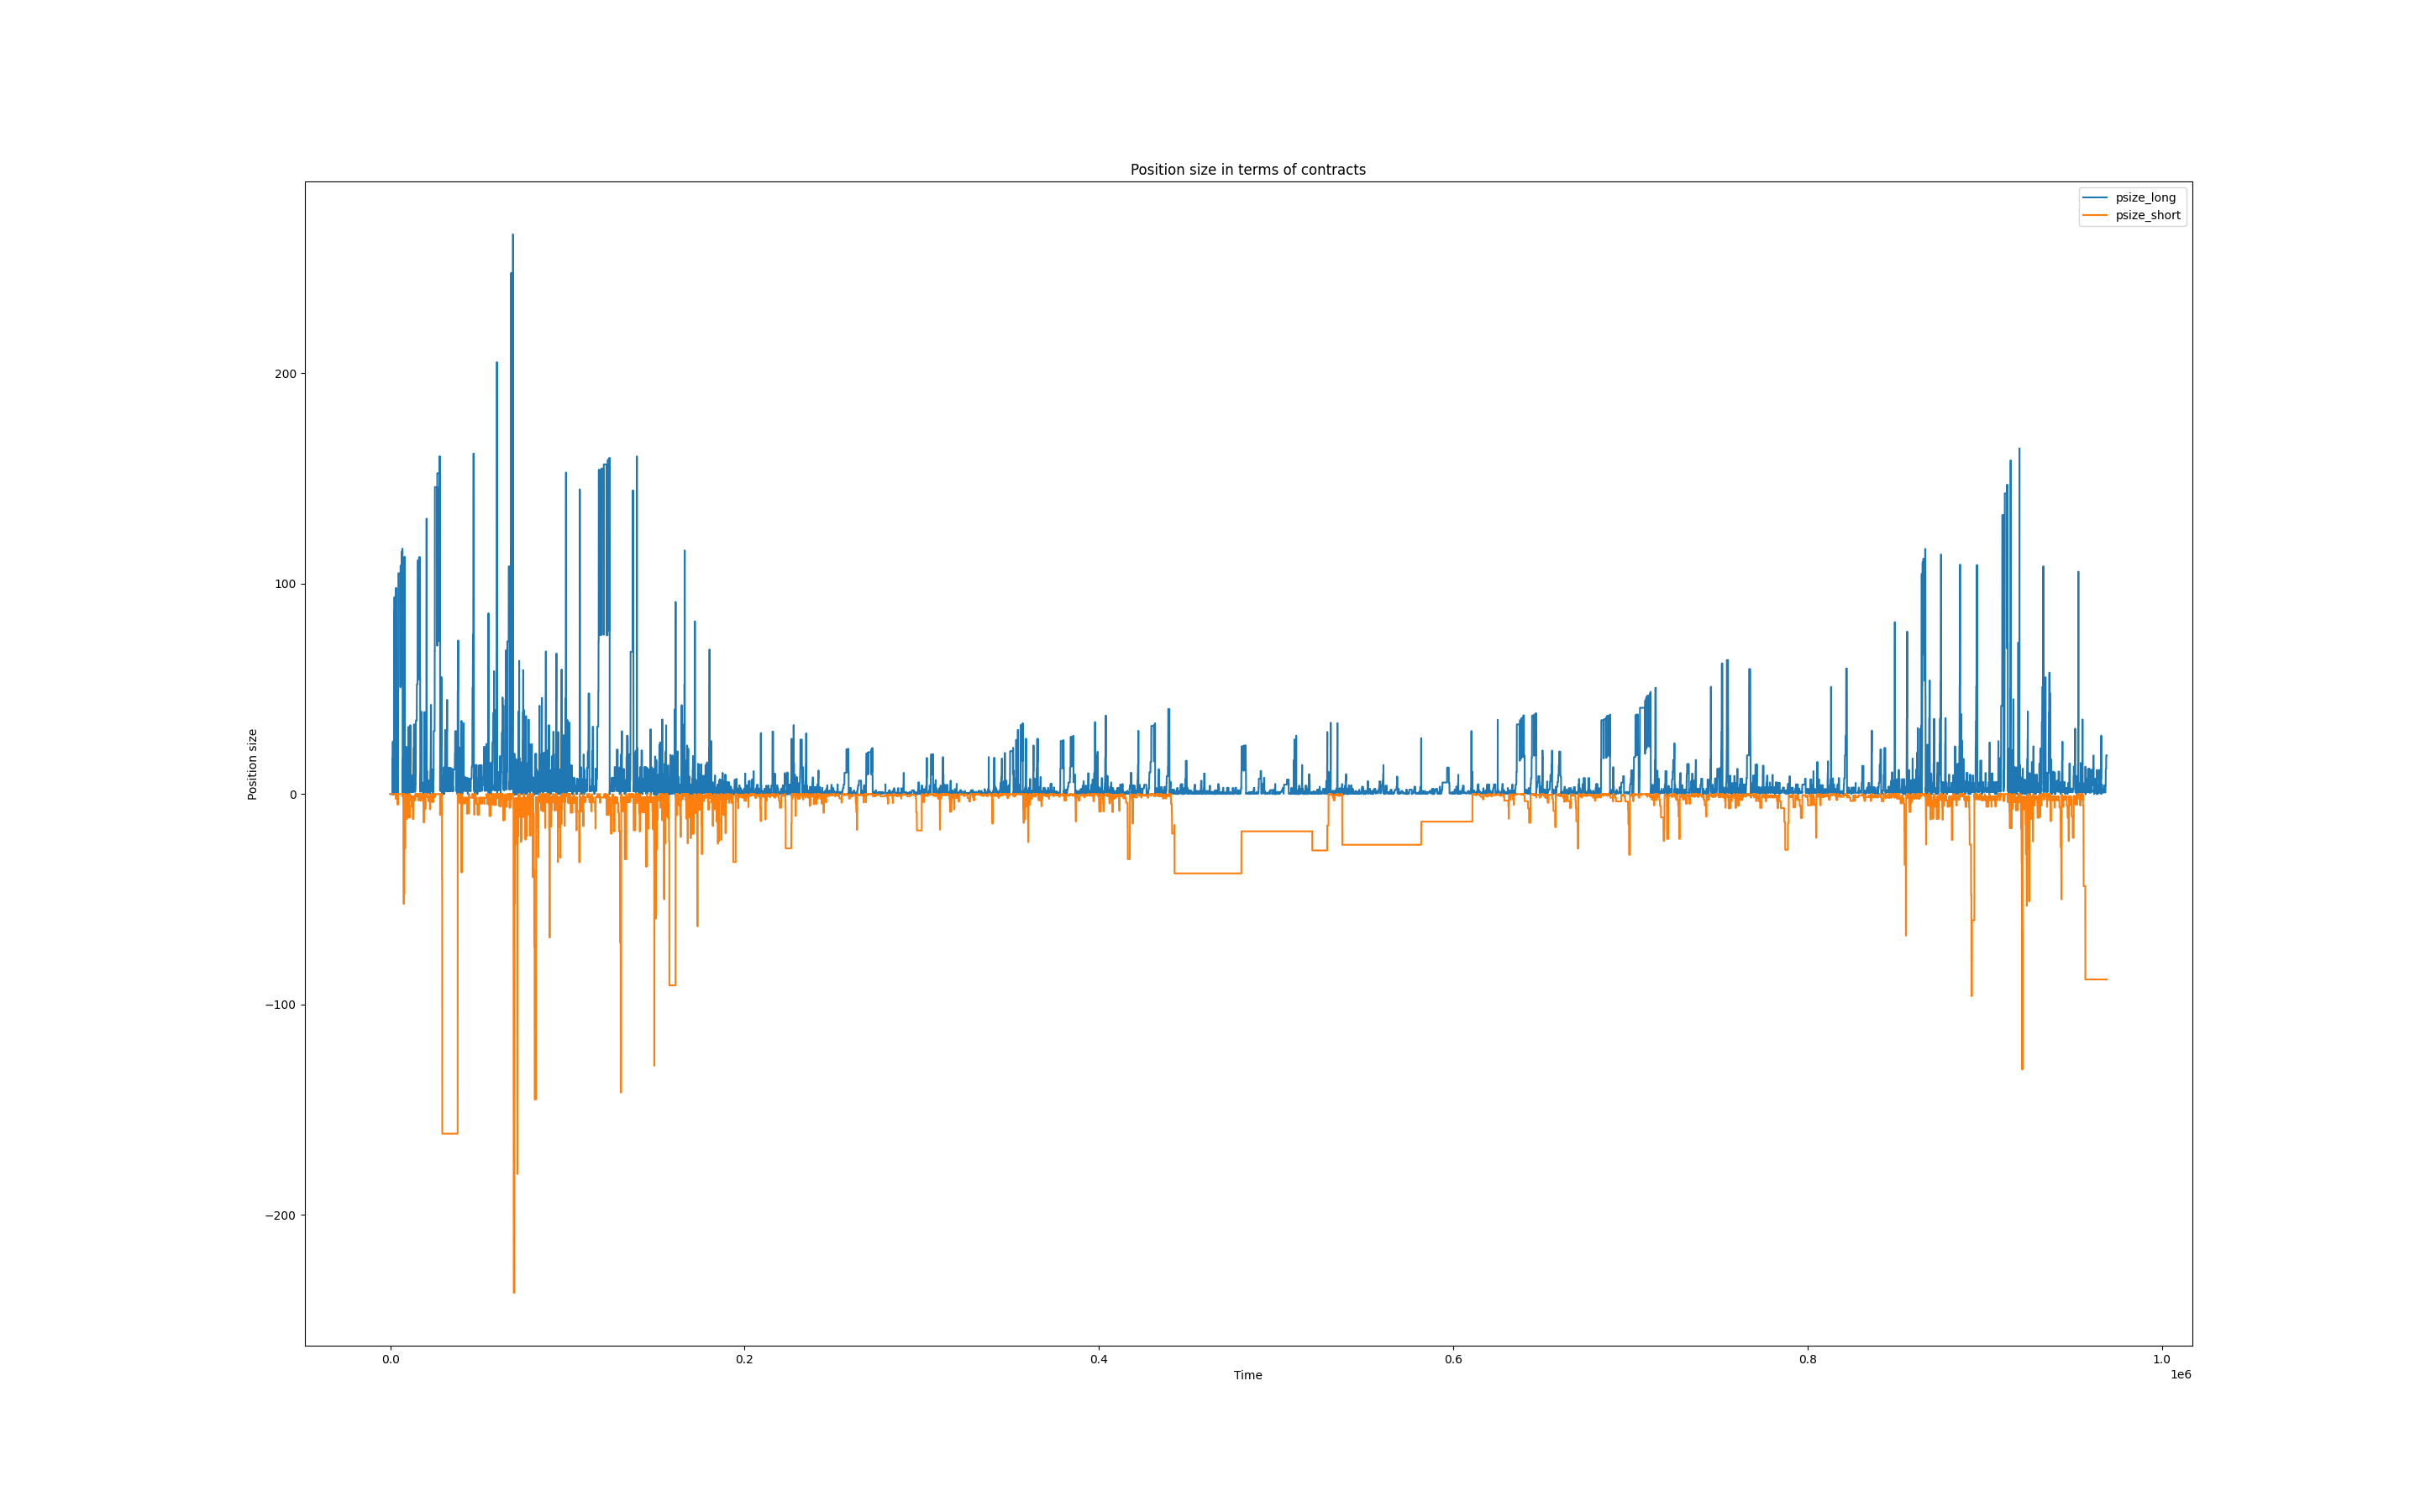 Position size in terms of contracts
psize_long
psize_short
Position size
200
100
0
−100
−200
0.0
0.2
0.4
0.6
0.8
1.0
1e6
Time